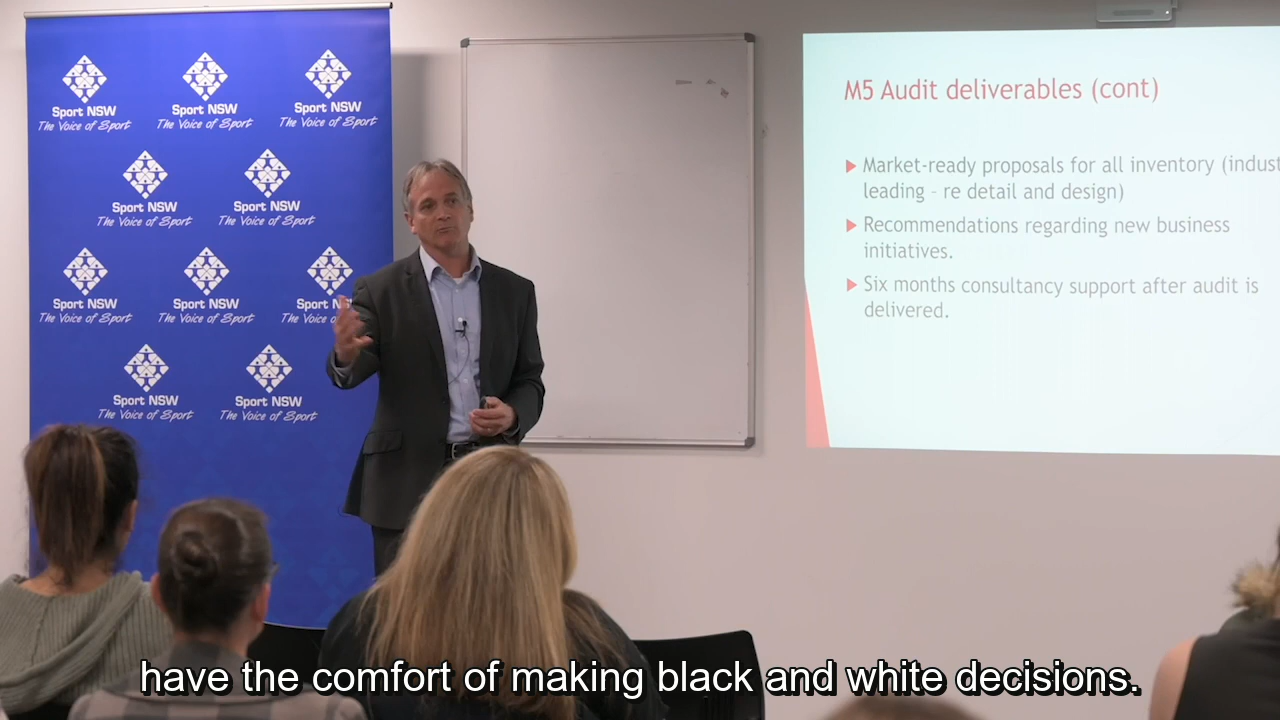 Sport NSW
The Voice of Sport
Sport NSW
The Voice of Sport
Sport NSW
The Voice of Sport
Sport NSW
The Voice of Sport
Sport NSW
The Voice of Sport
Sport NSW
The Voice of Sport
Sport NSW
The Voice of Sport
Sport
The Voice of
Sport NSW
The Voice of Sport
Sport NSW
The Voice of Sport
M5 Audit deliverables (cont)
Market-ready proposals for all inventory (indust
leading - re detail and design)
Recommendations regarding new business
initiatives.
Six months consultancy support after audit is
delivered.
have the comfort of making black and white decisions.